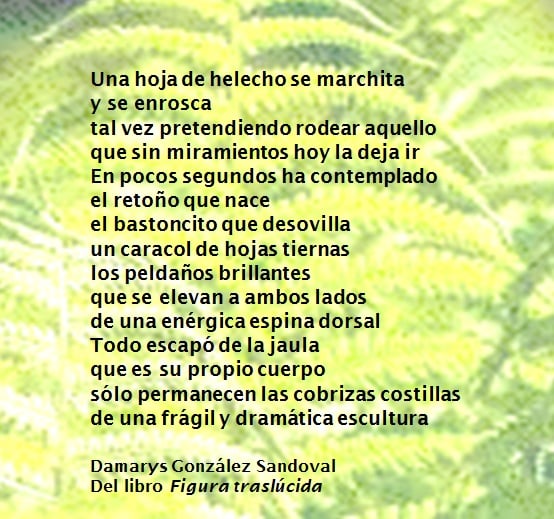 Una hoja de helecho se marchita
y se enrosca
tal vez pretendiendo rodear aquello
que sin miramientos hoy la deja ir
En pocos segundos ha contemplado
el retoño que nace
el bastoncito que desovilla
un caracol de hojas tiernas
los peldaños brillantes
que se elevan a ambos lados
de una enérgica espina dorsal
Todo escapó de la jaula
que es su propio cuerpo
sólo permanecen las cobrizas costillas
de una frágil y dramática escultura
Damarys González Sandoval
Del libro Figura traslúcida